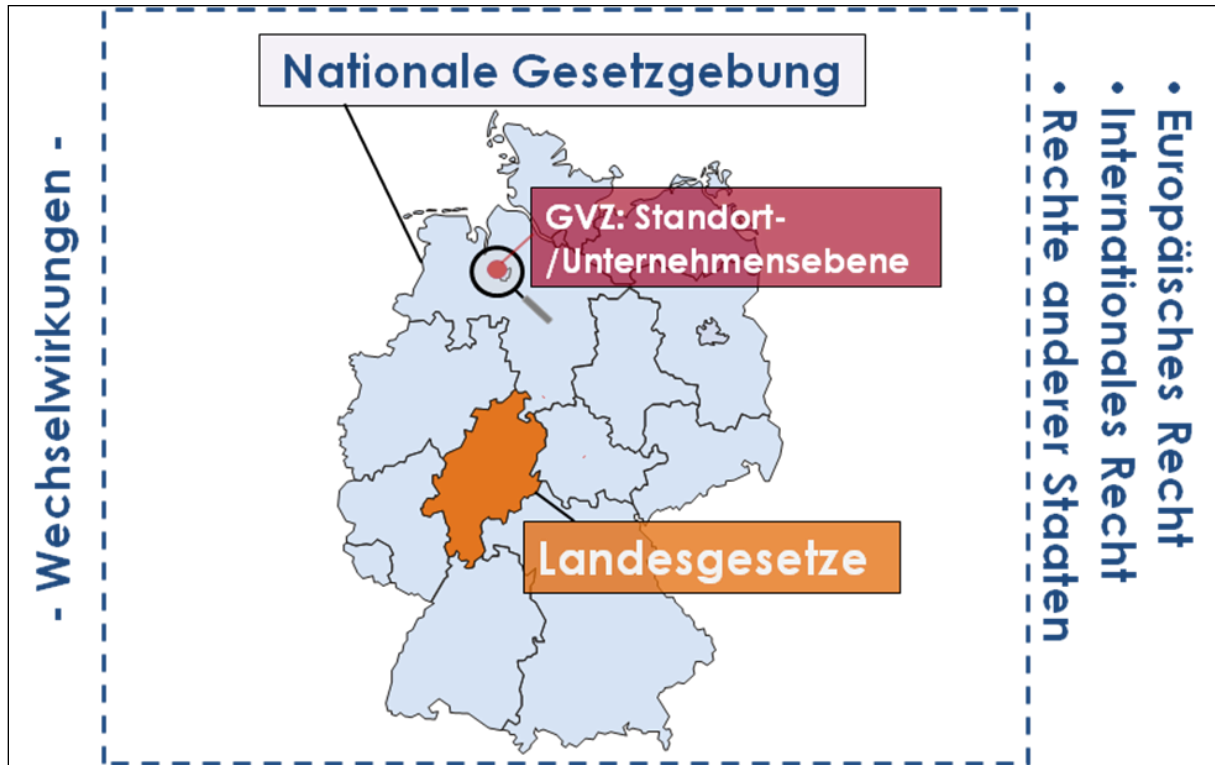 Nationale Gesetzgebung
GVZ: Standort-
/Unternehmensebene
Landesgesetze
- Wechselwirkungen -
• Europäisches Recht
• Internationales Recht
• Rechte anderer Staaten